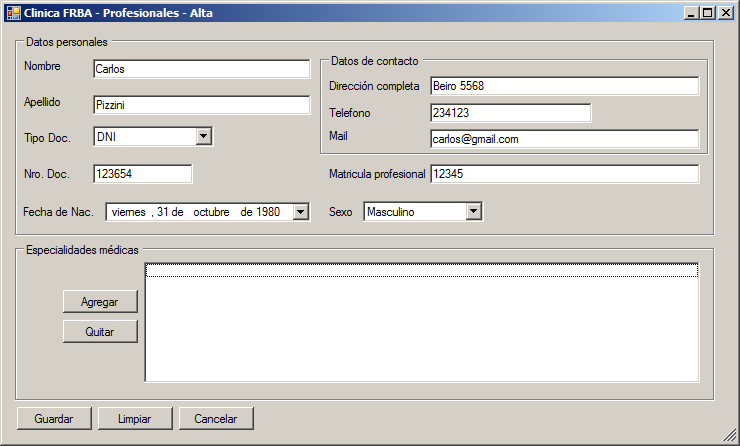 Clinica FRBA - Profesionales - Alta
Datos personales
Nombre Carlos
Apellido Pizzini
Tipo Doc. DNI
Nro. Doc. 123654
Fecha de Nac. viernes , 31 de octubre de 1980
Datos de contacto
Dirección completa Beiro 5568
Telefono 234123
Mail carlos@gmail.com
Matricula profesional 12345
Sexo Masculino
Especialidades médicas
Agregar
Quitar
Guardar Limpiar Cancelar